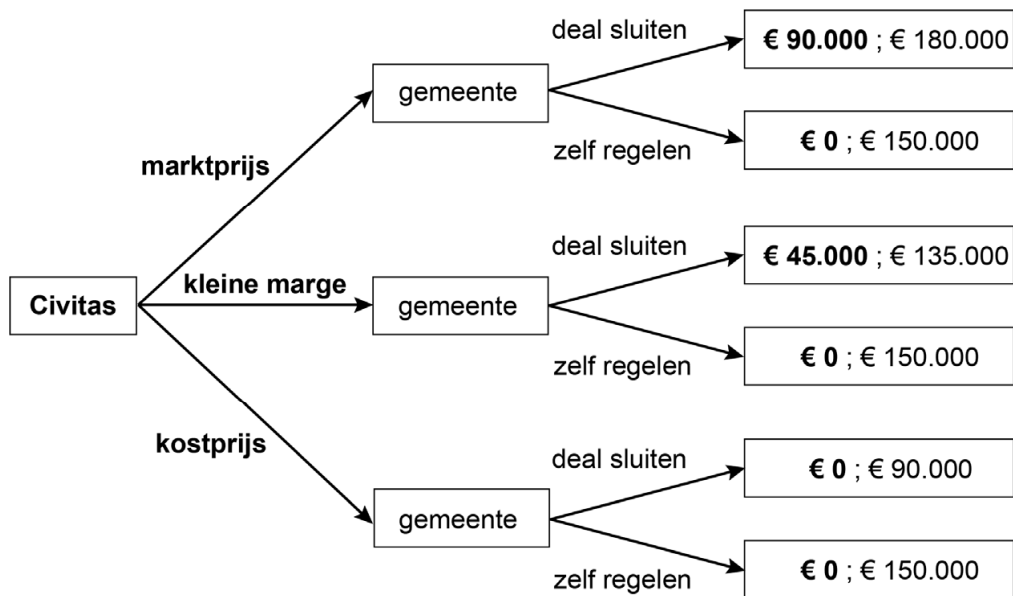 deal sluiten
€ 90.000 ; € 180.000
gemeente
zelf regelen
€ 0 ; € 150.000
marktprijs
deal sluiten
€ 45.000 ; € 135.000
Civitas
kleine marge
gemeente
zelf regelen
€ 0 ; € 150.000
kostprijs
deal sluiten
€ 0 ; € 90.000
gemeente
zelf regelen
€ 0 ; € 150.000